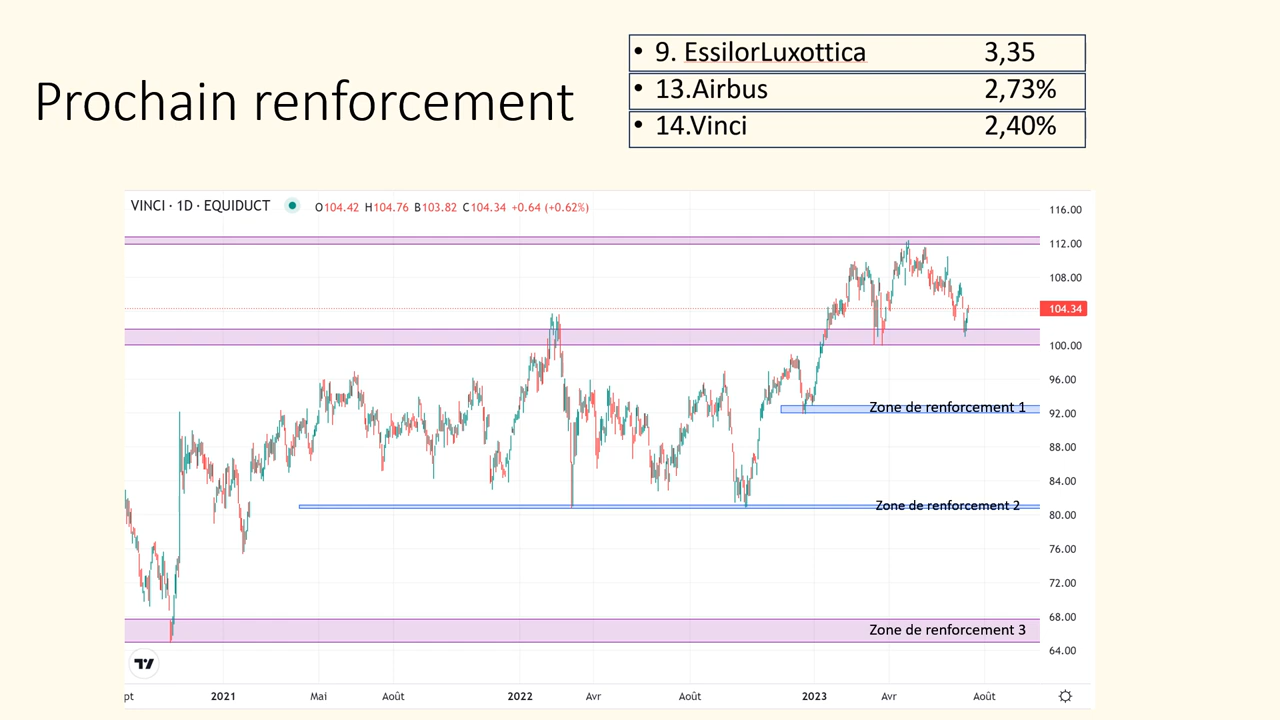 Prochain renforcement
• 9. EssilorLuxottica 3,35
• 13.Airbus 2,73%
• 14.Vinci 2,40%
VINCI · 1D · EQUIDUCT O104.42 H104.76 B103.82 C104.34 +0.64 (+0.62%)
116.00
112.00
108.00
104.34
100.00
96.00
Zone de renforcement 1
92.00
88.00
84.00
Zone de renforcement 2
80.00
76.00
72.00
68.00
Zone de renforcement 3
64.00
pt 2021 Mai Août 2022 Avr Août 2023 Avr Août